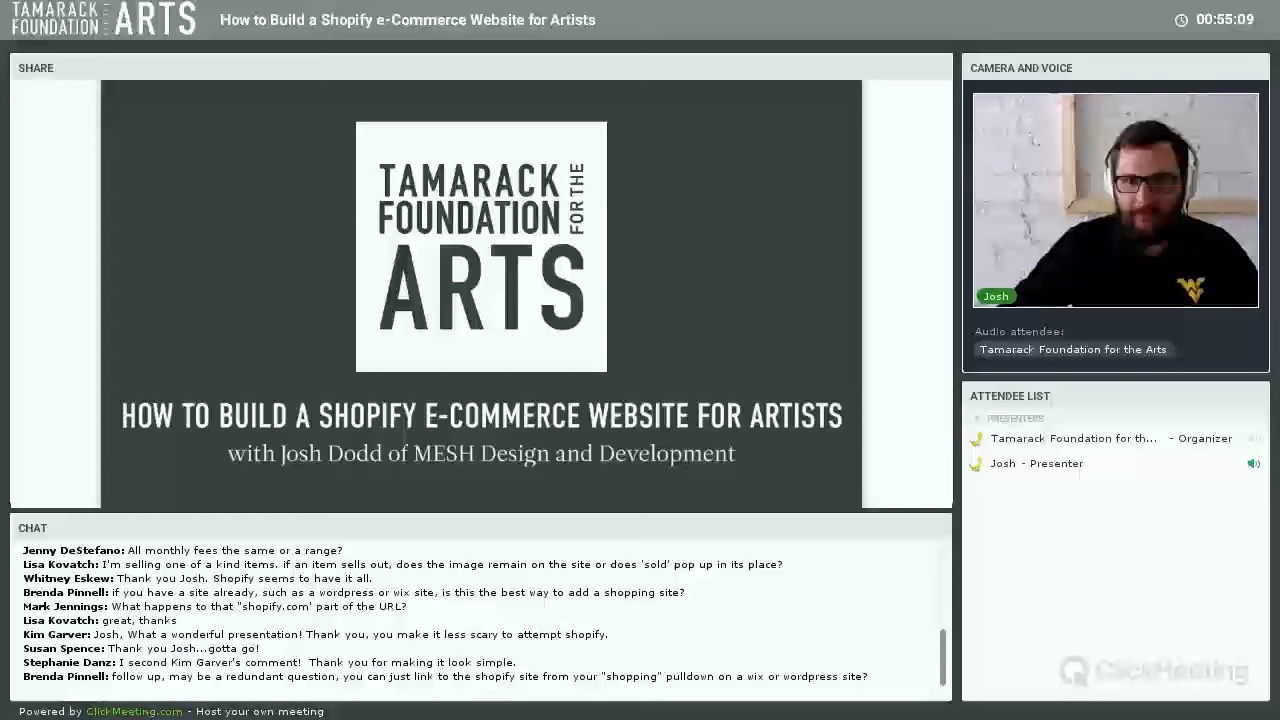 TAMARACK
FOUNDATION
ARTS
How to Build a Shopify e-Commerce Website for Artists
00:55:09
SHARE
TAMARACK
FOUNDATION
FOR THE
ARTS
HOW TO BUILD A SHOPIFY E-COMMERCE WEBSITE FOR ARTISTS
with Josh Dodd of MESH Design and Development
CHAT
Jenny DeStefano: All monthly fees the same or a range?
Lisa Kovatch: I'm selling one of a kind items. if an item sells out, does the image remain on the site or does 'sold' pop up in its place?
Whitney Eskew: Thank you Josh. Shopify seems to have it all.
Brenda Pinnell: if you have a site already, such as a wordpress or wix site, is this the best way to add a shopping site?
Mark Jennings: What happens to that "shopify.com' part of the URL?
Lisa Kovatch: great, thanks
Kim Garver: Josh, What a wonderful presentation! Thank you, you make it less scary to attempt shopify.
Susan Spence: Thank you Josh...gotta go!
Stephanie Danz: I second Kim Garver's comment!  Thank you for making it look simple.
Brenda Pinnell: follow up, may be a redundant question, you can just link to the shopify site from your "shopping" pulldown on a wix or wordpress site?
CAMERA AND VOICE
WV
Josh
Audio attendee:
Tamarack Foundation for the Arts
ATTENDEE LIST
PRESENTERS
Tamarack Foundation for th... - Organizer
Josh - Presenter
ClickMeeting
Powered by ClickMeeting.com - Host your own meeting